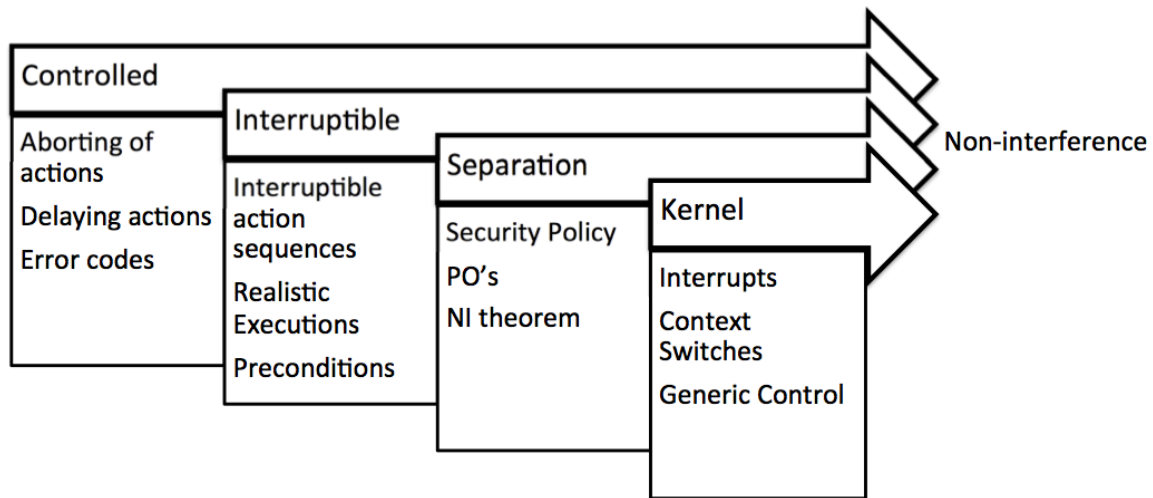 Controlled
Aborting of
actions
Delaying actions
Error codes
Interruptible
Interruptible
action
sequences
Realistic
Executions
Preconditions
Separation
Security Policy
PO's
NI theorem
Kernel
Interrupts
Context
Switches
Generic Control
Non-interference